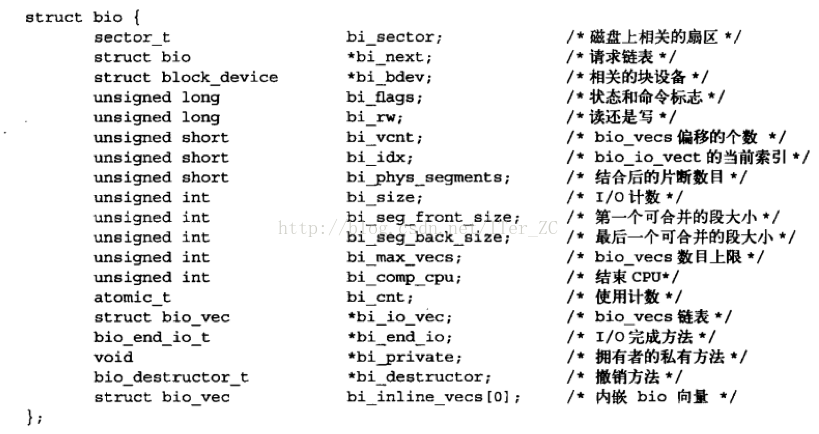 struct bio {
sector_t bi_sector; /* 磁盘上相关的扇区 */
struct bio *bi_next; /* 请求链表 */
struct block_device *bi_bdev; /* 相关的块设备 */
unsigned long bi_flags; /* 状态和命令标志 */
unsigned long bi_rw; /* 读还是写 */
unsigned short bi_vcnt; /* bio_vecs 偏移的个数 */
unsigned short bi_idx; /* bio_io_vect 的当前索引 */
unsigned short bi_phys_segments; /* 结合后的片断数目 */
unsigned int bi_size; /* I/O 计数 */
unsigned int bi_seg_front_size; /* 第一个可合并的段大小 */
unsigned int bi_seg_back_size; /* 最后一个可合并的段大小 */
unsigned int bi_max_vecs; /* bio_vecs 数目上限 */
unsigned int bi_comp_cpu; /* 结束 CPU*/
atomic_t bi_cnt; /* 使用计数 */
struct bio_vec *bi_io_vec; /* bio_vecs 链表 */
bio_end_io_t *bi_end_io; /* I/O 完成方法 */
void *bi_private; /* 拥有者的私有方法 */
bio_destructor_t *bi_destructor; /* 撤销方法 */
struct bio_vec bi_inline_vecs[0]; /* 内嵌 bio 向量 */
};